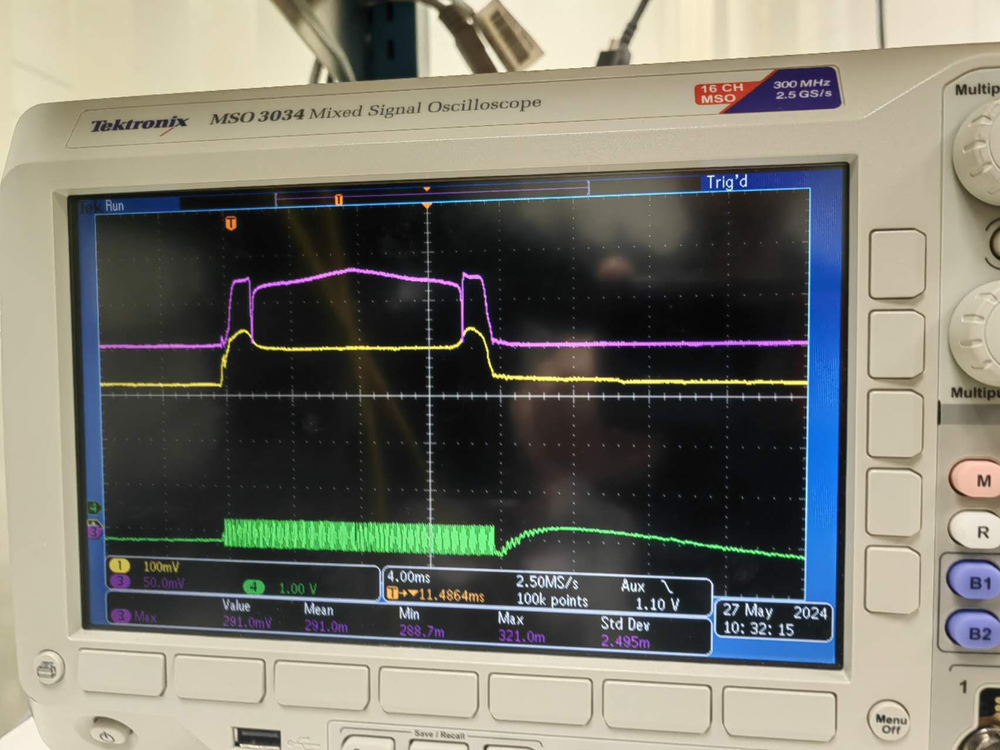 Tektronix MSO 3034 Mixed Signal Oscilloscope
16 CH
MSO
300 MHz
2.5 GS/s
Multip
Tek Run
Trig'd
T
T
4
3
Multipu
M
R
B1
B2
1 100mV
3 50.0mV
4 1.00 V
4.00ms
T→▼11.4864ms
2.50MS/s
100k points
Aux
1.10 V
Value Mean Min Max Std Dev
3 Max 291.0mV 291.0m 288.7m 321.0m 2.495m
27 May 2024
10:32:15
1
Menu
Off
Save / Recall